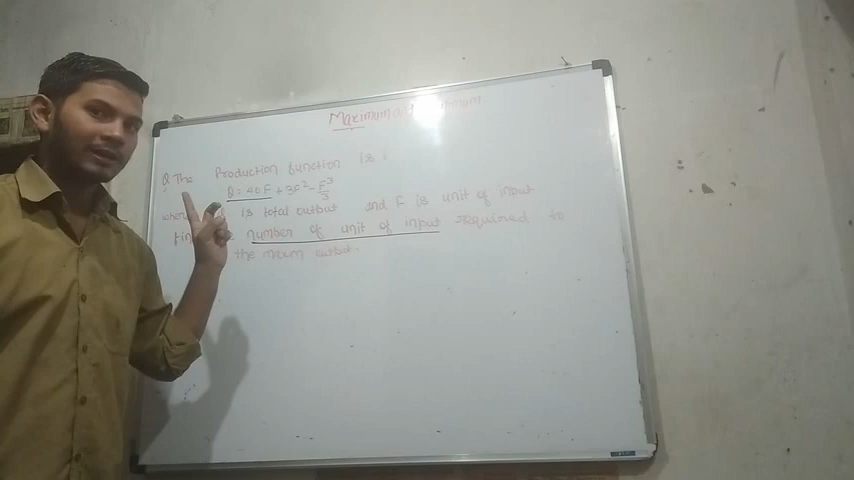 Maximum
Q The Production function is :
Q = 40F + 3F² - F³/3
is total output and F is unit of input
number of unit of input required to
the mxum output.